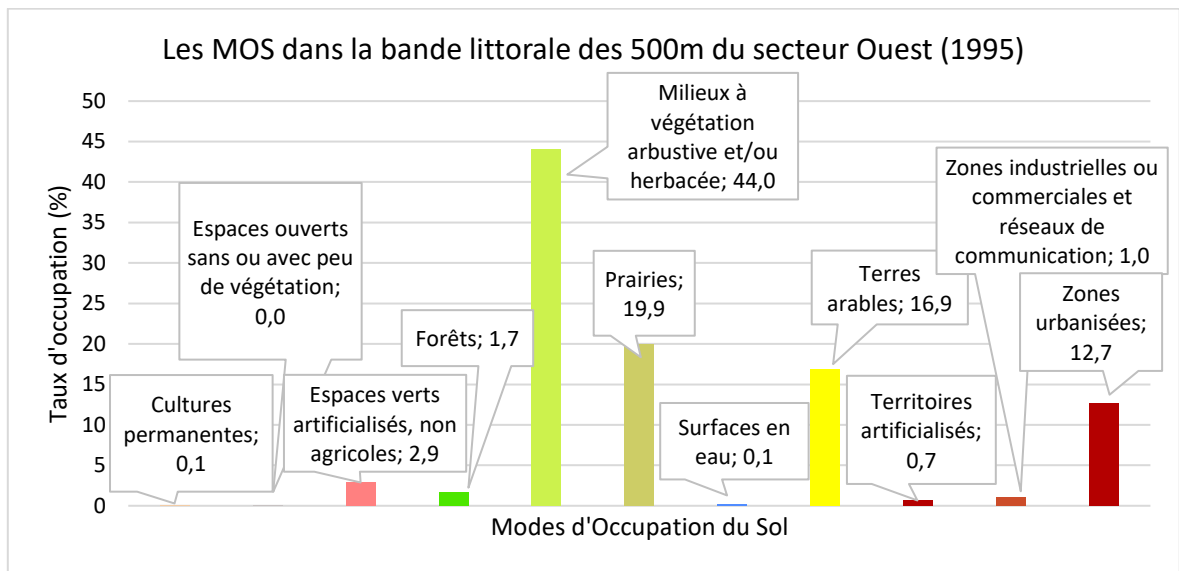 Les MOS dans la bande littorale des 500m du secteur Ouest (1995)
Taux d'occupation (%)
50
45
40
35
30
25
20
15
10
5
0
Cultures
permanentes;
0,1
Espaces ouverts
sans ou avec peu
de végétation;
0,0
Espaces verts
artificialisés, non
agricoles; 2,9
Forêts; 1,7
Milieux à
végétation
arbustive et/ou
herbacée; 44,0
Prairies;
19,9
Surfaces en
eau; 0,1
Terres
arables; 16,9
Territoires
artificialisés;
0,7
Zones industrielles ou
commerciales et
réseaux de
communication; 1,0
Zones
urbanisées;
12,7
Modes d'Occupation du Sol